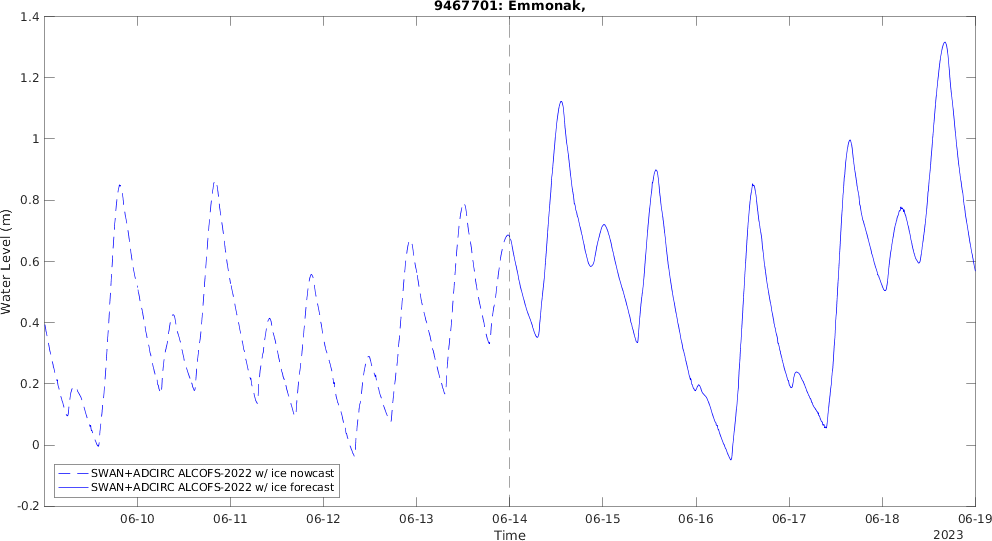 9467701: Emmonak,
1.4
1.2
1
0.8
0.6
0.4
0.2
0
-0.2
Water Level (m)
SWAN+ADCIRC ALCOFS-2022 w/ ice nowcast
SWAN+ADCIRC ALCOFS-2022 w/ ice forecast
06-10 06-11 06-12 06-13 06-14 06-15 06-16 06-17 06-18 06-19
Time
2023